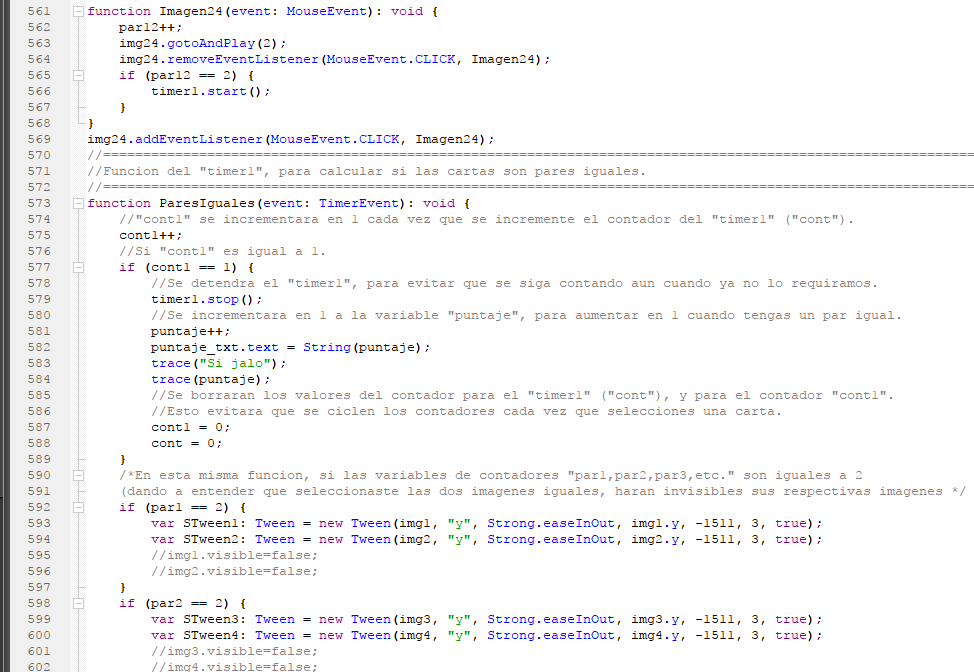 561 function Imagen24(event: MouseEvent): void {
562 par12++;
563 img24.gotoAndPlay(2);
564 img24.removeEventListener(MouseEvent.CLICK, Imagen24);
565 if (par12 == 2) {
566 timer1.start();
567 }
568 }
569 img24.addEventListener(MouseEvent.CLICK, Imagen24);
570 //==============================================================================================================
571 //Funcion del "timer1", para calcular si las cartas son pares iguales.
572 //==============================================================================================================
573 function ParesIguales(event: TimerEvent): void {
574 //"cont1" se incrementara en 1 cada vez que se incremente el contador del "timer1" ("cont").
575 cont1++;
576 //Si "cont1" es igual a 1.
577 if (cont1 == 1) {
578 //Se detendra el "timer1", para evitar que se siga contando aun cuando ya no lo requiramos.
579 timer1.stop();
580 //Se incrementara en 1 a la variable "puntaje", para aumentar en 1 cuando tengas un par igual.
581 puntaje++;
582 puntaje_txt.text = String(puntaje);
583 trace("Si jalo");
584 trace(puntaje);
585 //Se borraran los valores del contador para el "timer1" ("cont"), y para el contador "cont1".
586 //Esto evitara que se ciclen los contadores cada vez que selecciones una carta.
587 cont1 = 0;
588 cont = 0;
589 }
590 /*En esta misma funcion, si las variables de contadores "par1,par2,par3,etc." son iguales a 2
591 (dando a entender que seleccionaste las dos imagenes iguales, haran invisibles sus respectivas imagenes */
592 if (par1 == 2) {
593 var STween1: Tween = new Tween(img1, "y", Strong.easeInOut, img1.y, -1511, 3, true);
594 var STween2: Tween = new Tween(img2, "y", Strong.easeInOut, img2.y, -1511, 3, true);
595 //img1.visible=false;
596 //img2.visible=false;
597 }
598 if (par2 == 2) {
599 var STween3: Tween = new Tween(img3, "y", Strong.easeInOut, img3.y, -1511, 3, true);
600 var STween4: Tween = new Tween(img4, "y", Strong.easeInOut, img4.y, -1511, 3, true);
601 //img3.visible=false;
602 //img4.visible=false;